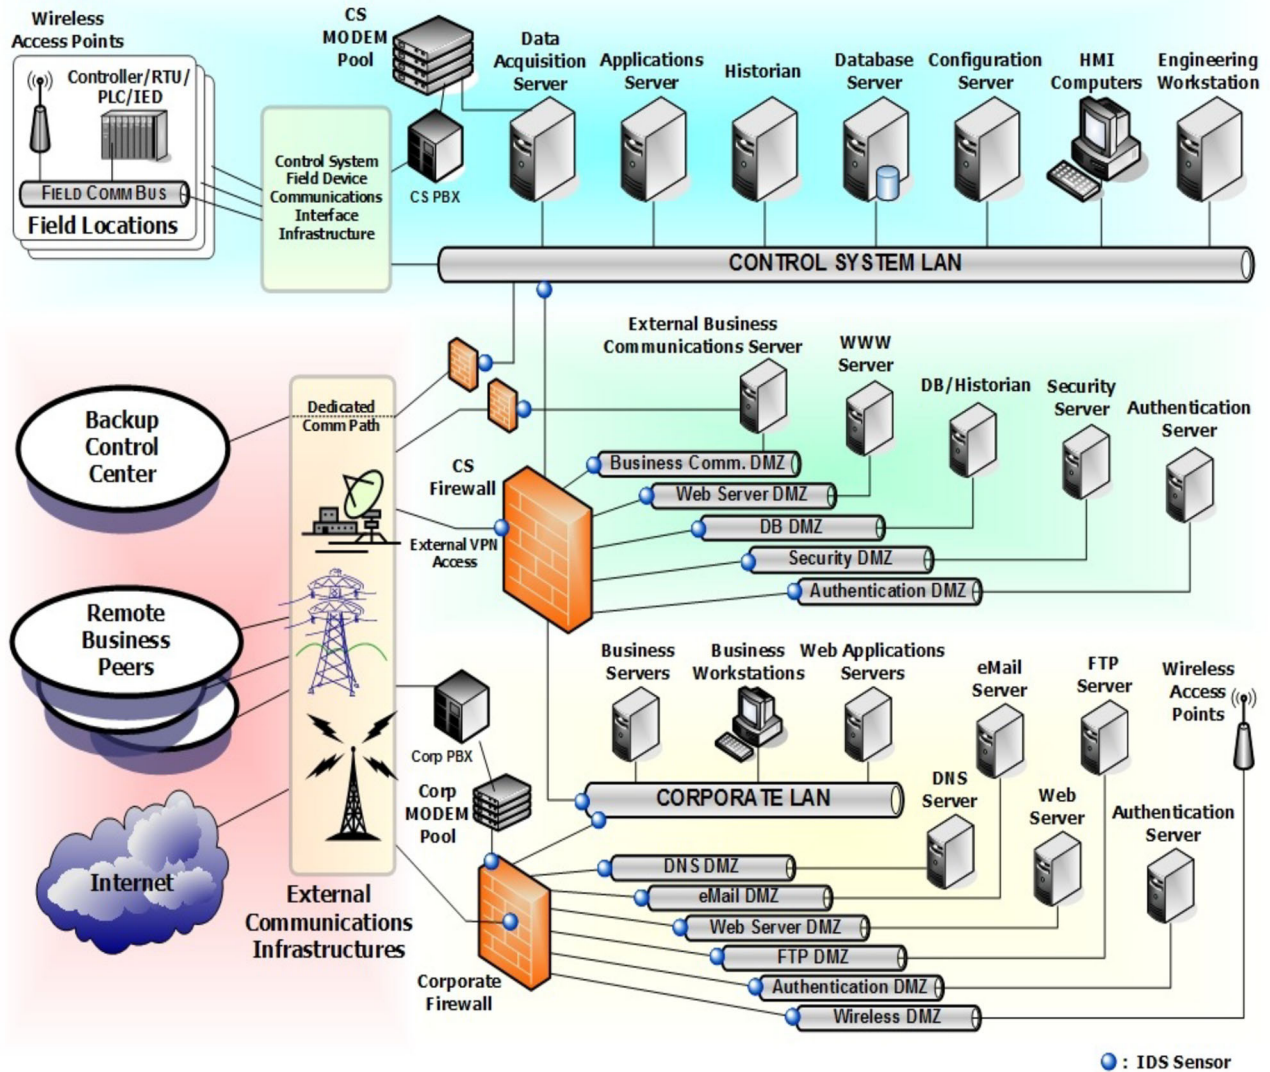 Wireless
Access Points
Controller/RTU/
PLC/IED
FIELD COMM BUS
Field Locations
Control System
Field Device
Communications
Interface
Infrastructure
CS
MODEM
Pool
CS PBX
Data
Acquisition
Server
Applications
Server
Historian
Database
Server
Configuration
Server
HMI
Computers
Engineering
Workstation
CONTROL SYSTEM LAN
External Business
Communications Server
WWW
Server
DB/Historian
Security
Server
Authentication
Server
Backup
Control
Center
Dedicated
Comm Path
CS
Firewall
External VPN
Access
Business Comm. DMZ
Web Server DMZ
DB DMZ
Security DMZ
Authentication DMZ
Remote
Business
Peers
Internet
External
Communications
Infrastructures
Corp PBX
Corp
MODEM
Pool
Corporate
Firewall
Business
Servers
Business
Workstations
Web Applications
Servers
eMail
Server
FTP
Server
Wireless
Access
Points
CORPORATE LAN
DNS
Server
Web
Server
Authentication
Server
DNS DMZ
eMail DMZ
Web Server DMZ
FTP DMZ
Authentication DMZ
Wireless DMZ
: IDS Sensor